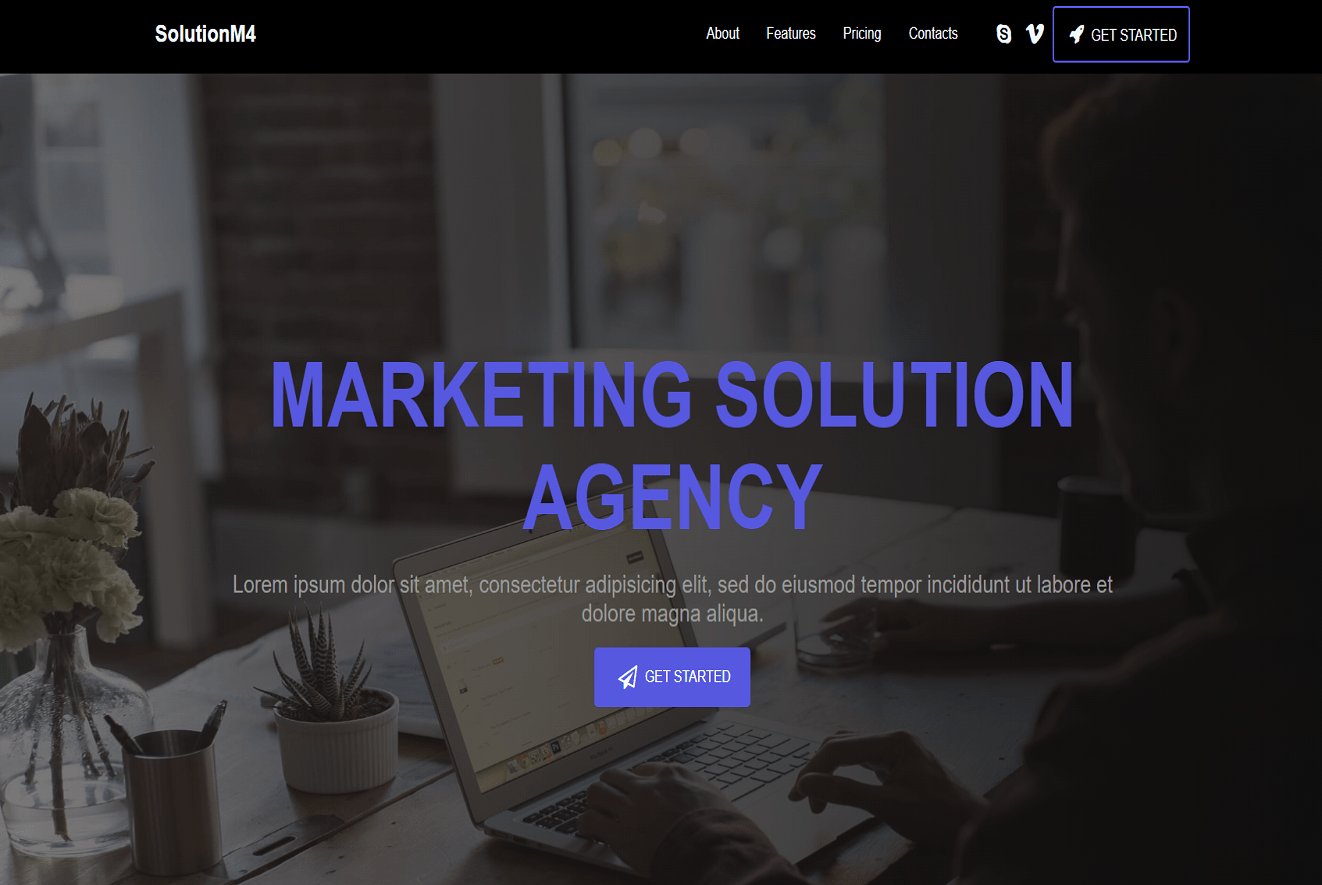 SolutionM4
About
Features
Pricing
Contacts
GET STARTED
MARKETING SOLUTION
AGENCY
Lorem ipsum dolor sit amet, consectetur adipisicing elit, sed do eiusmod tempor incididunt ut labore et
dolore magna aliqua.
GET STARTED